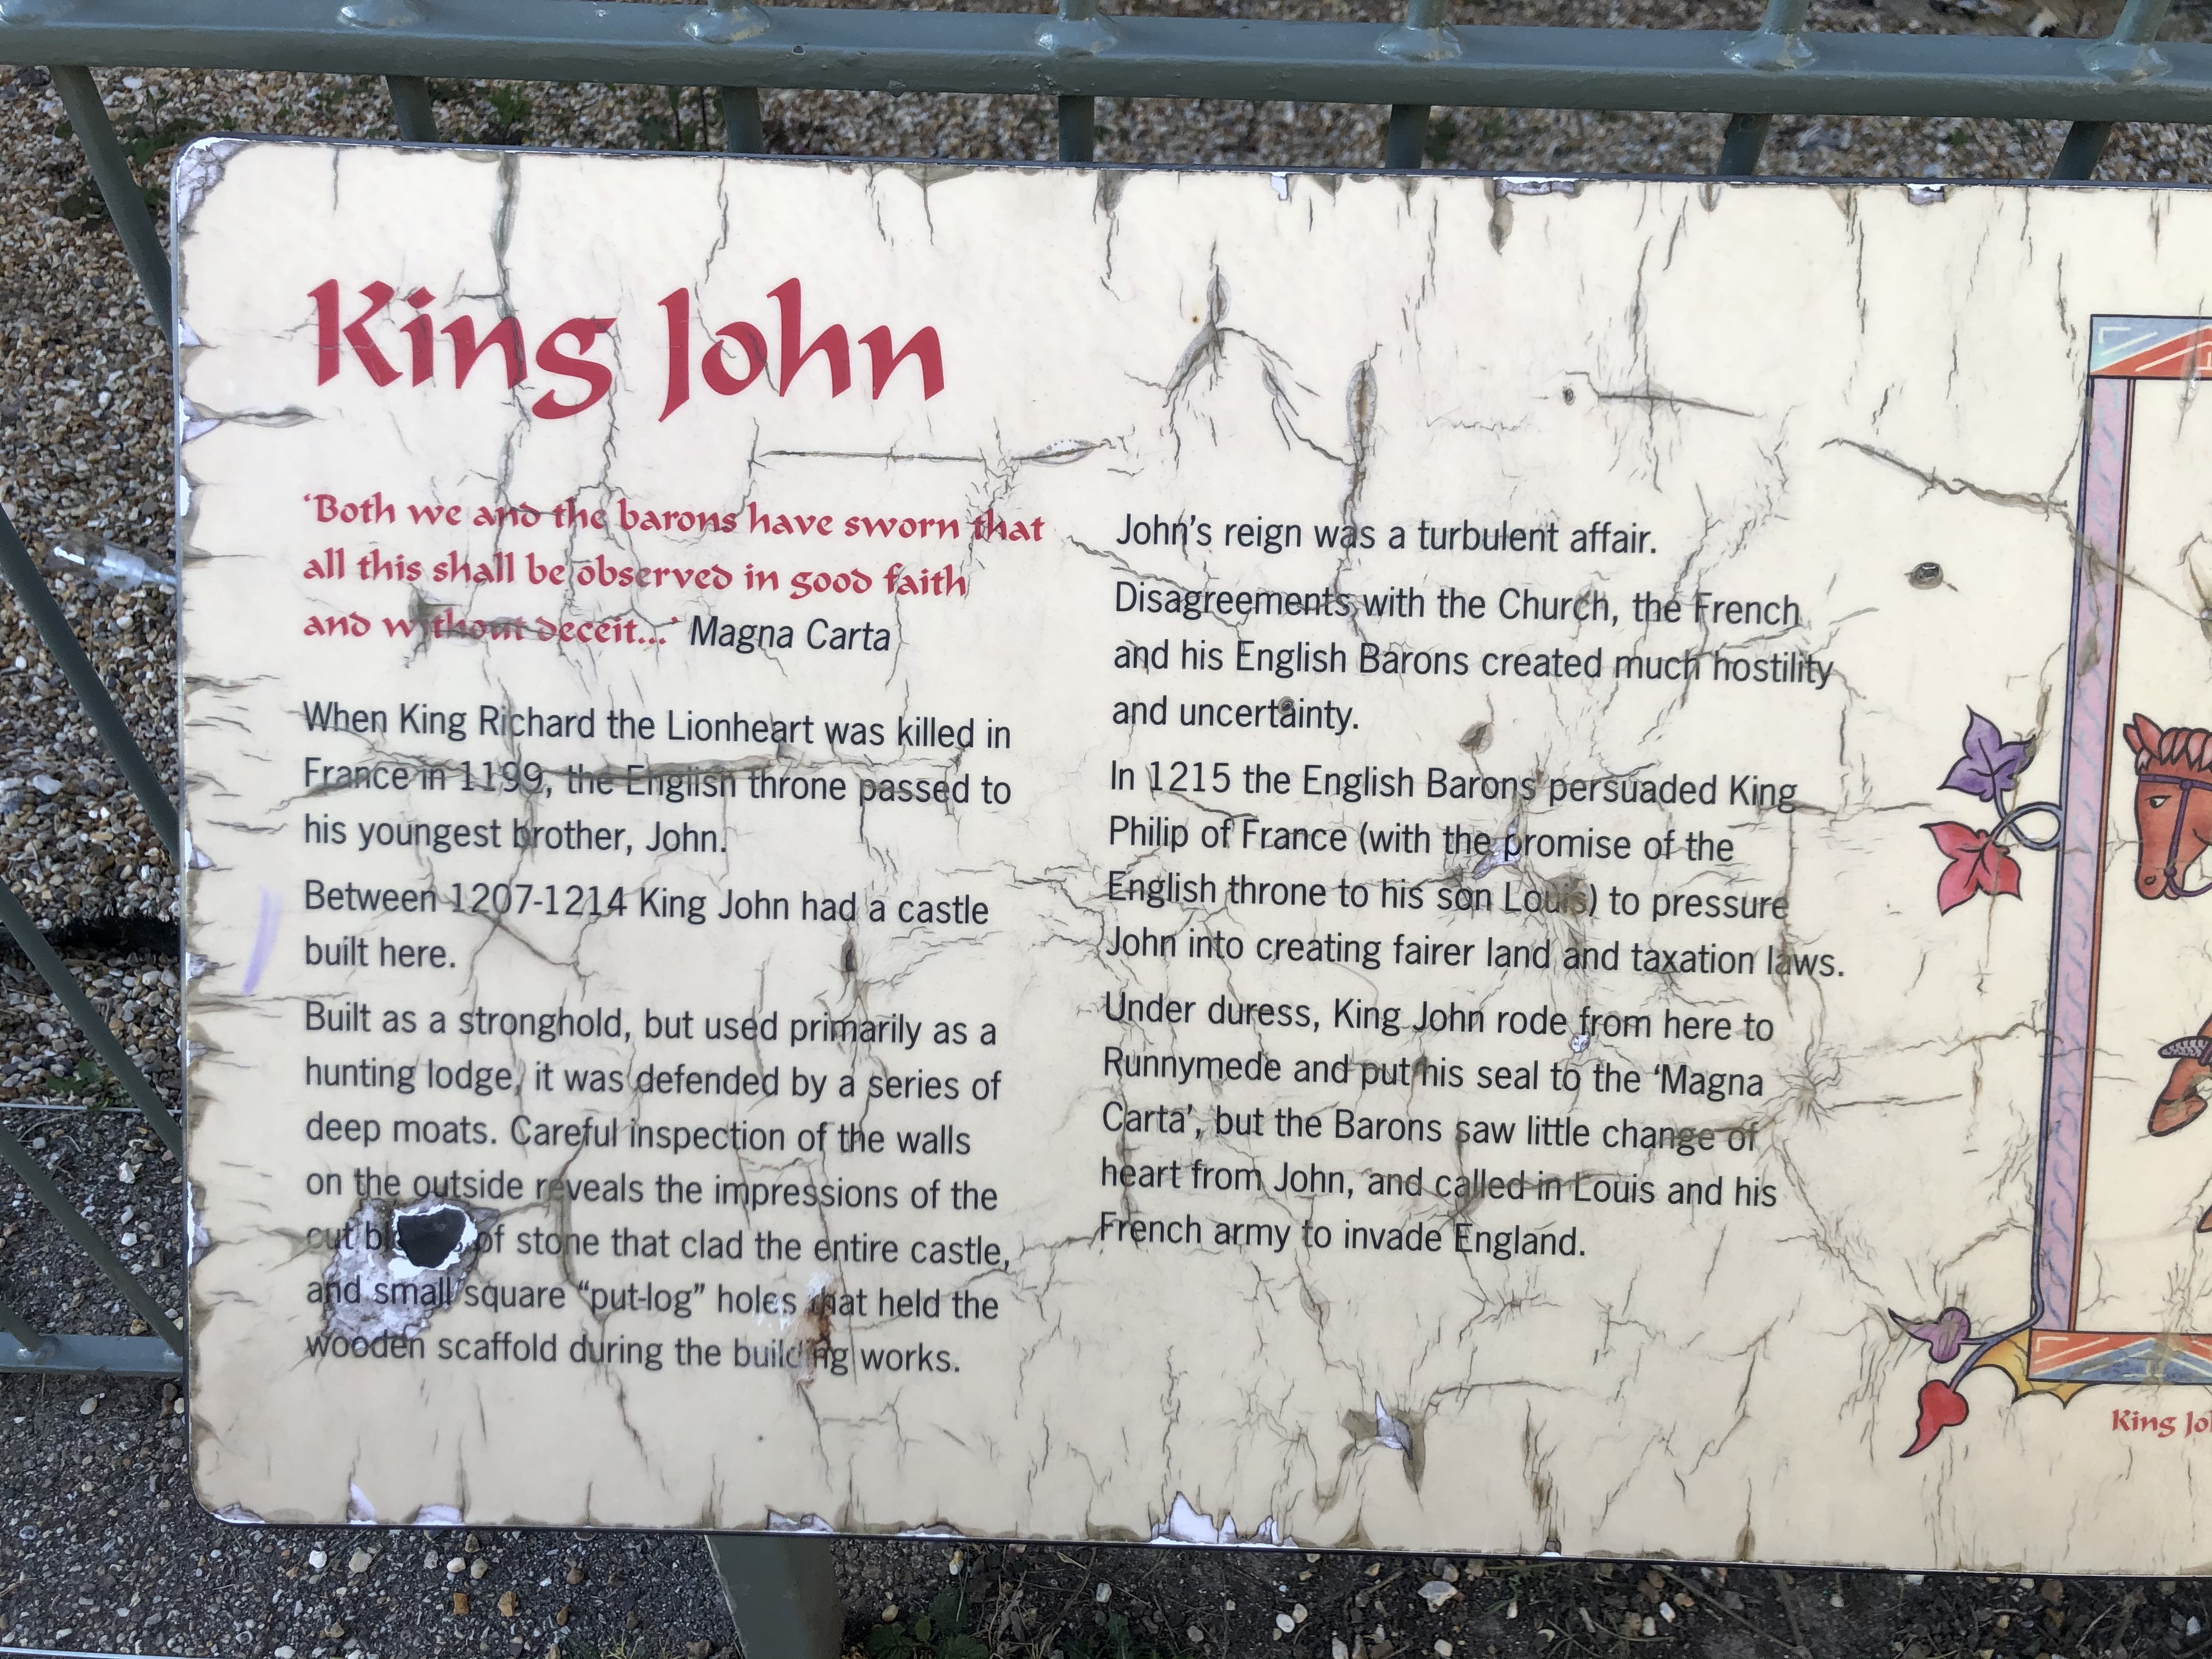 King John
‘Both we and the barons have sworn that
all this shall be observed in good faith
and without deceit...’ Magna Carta
When King Richard the Lionheart was killed in
France in 1199, the English throne passed to
his youngest brother, John.
Between 1207-1214 King John had a castle
built here.
Built as a stronghold, but used primarily as a
hunting lodge, it was defended by a series of
deep moats. Careful inspection of the walls
on the outside reveals the impressions of the
cut of stone that clad the entire castle,
and small square “put-log” holes that held the
wooden scaffold during the building works.
John’s reign was a turbulent affair.
Disagreements with the Church, the French
and his English Barons created much hostility
and uncertainty.
In 1215 the English Barons persuaded King
Philip of France (with the promise of the
English throne to his son Louis) to pressure
John into creating fairer land and taxation laws.
Under duress, King John rode from here to
Runnymede and put his seal to the ‘Magna
Carta’, but the Barons saw little change of
heart from John, and called in Louis and his
French army to invade England.
King